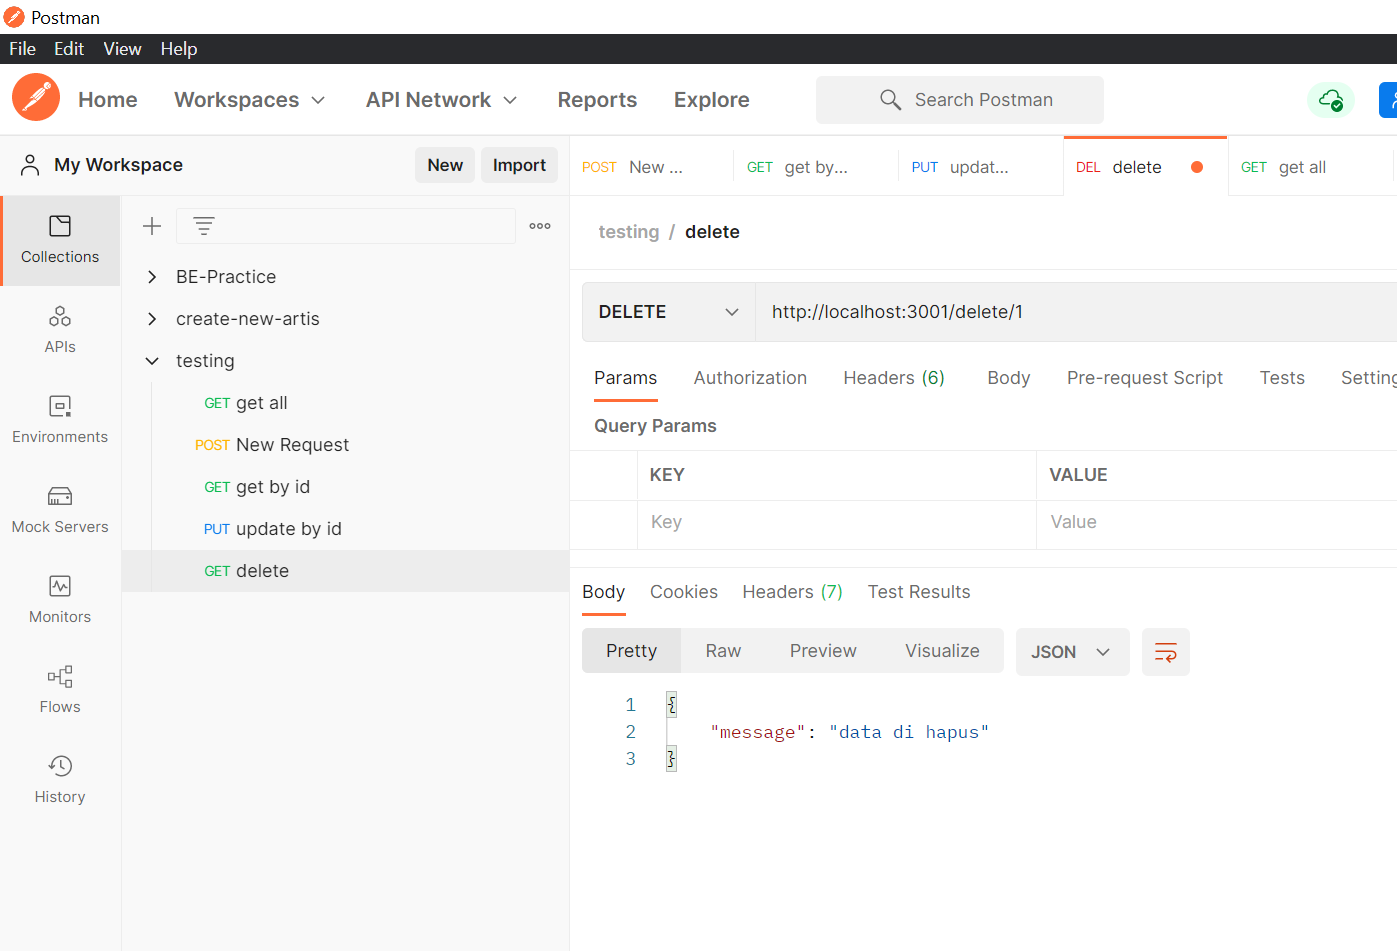 Postman
File Edit View Help
Home Workspaces API Network Reports Explore Search Postman
My Workspace New Import
POST New ... GET get by... PUT updat... DEL delete GET get all
Collections
APIs
Environments
Mock Servers
Monitors
Flows
History
BE-Practice
create-new-artis
testing
GET get all
POST New Request
GET get by id
PUT update by id
GET delete
testing / delete
DELETE http://localhost:3001/delete/1
Params Authorization Headers (6) Body Pre-request Script Tests Setting
Query Params
KEY VALUE
Key Value
Body Cookies Headers (7) Test Results
Pretty Raw Preview Visualize JSON
1 {
2 "message": "data di hapus"
3 }